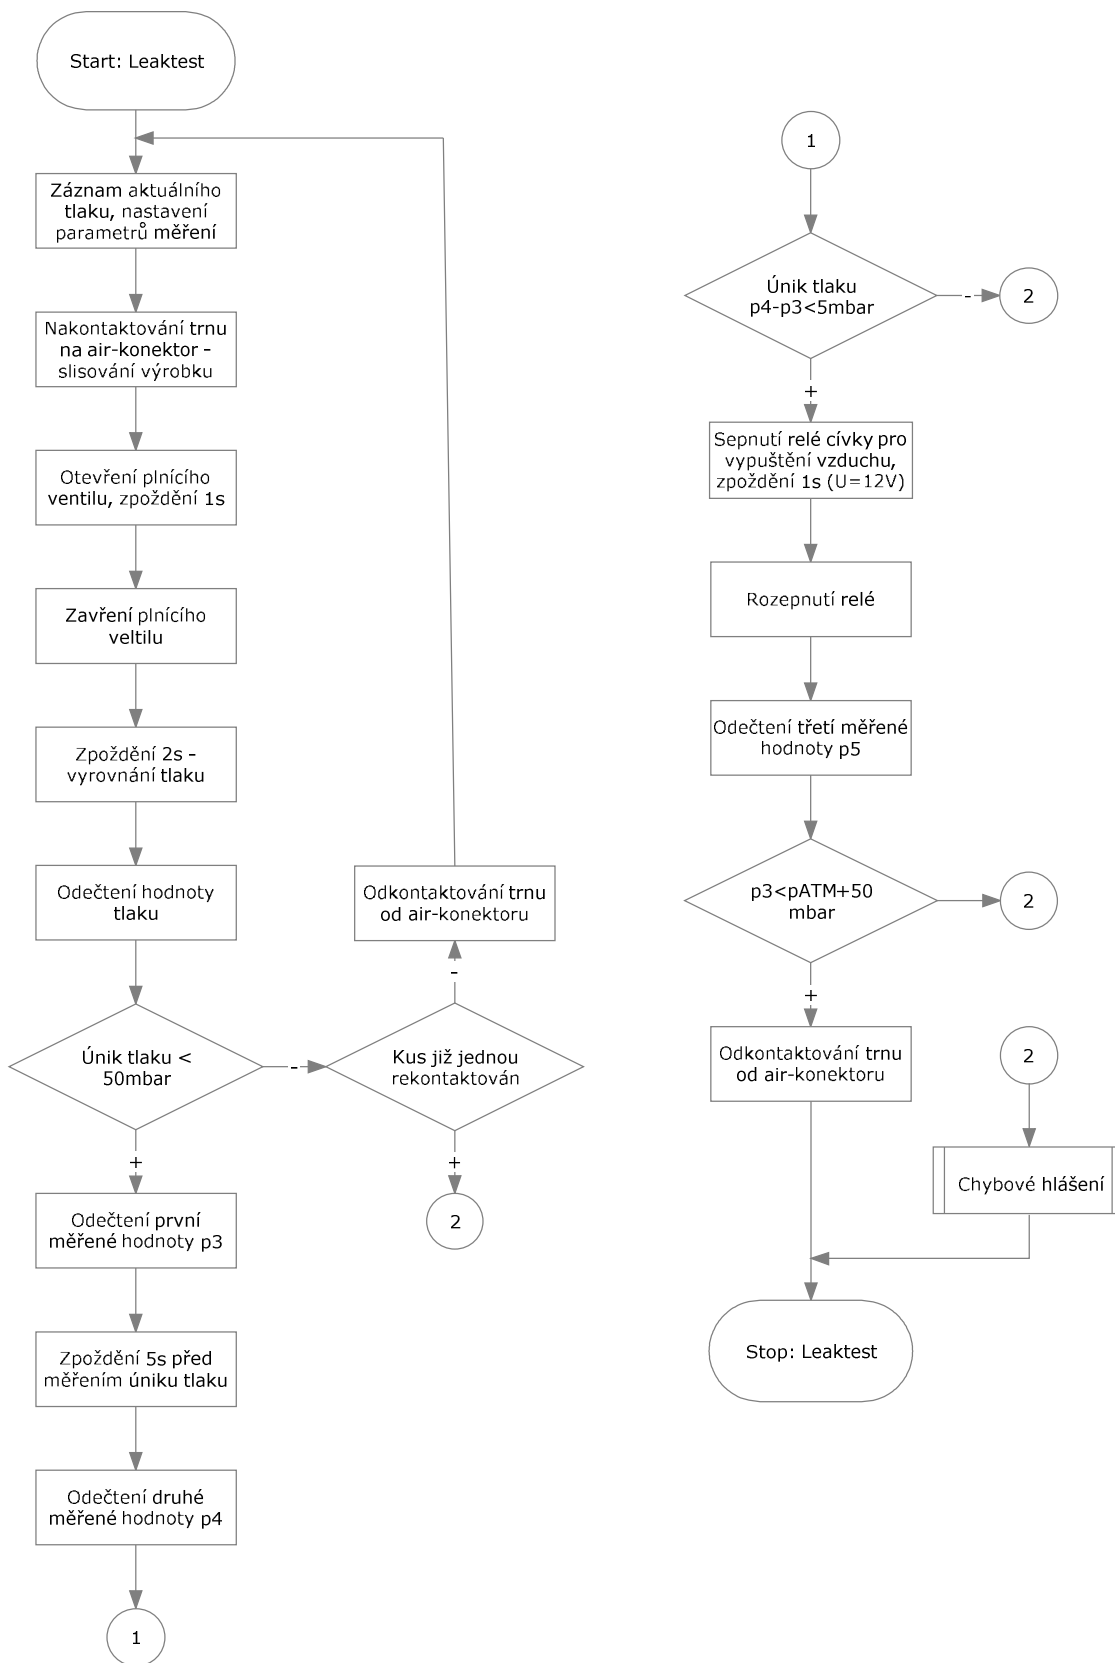 Start: Leaktest
Záznam aktuálního
tlaku, nastavení
parametrů měření
Nakontaktování trnu
na air-konektor -
slisování výrobku
Otevření plnícího
ventilu, zpoždění 1s
Zavření plnícího
veltilu
Zpoždění 2s -
vyrovnání tlaku
Odečtení hodnoty
tlaku
Únik tlaku <
50mbar
-
Kus již jednou
rekontaktován
-
Odkontaktování trnu
od air-konektoru
+
2
+
Odečtení první
měřené hodnoty p3
Zpoždění 5s před
měřením úniku tlaku
Odečtení druhé
měřené hodnoty p4
1
1
Únik tlaku
p4-p3<5mbar
-
2
+
Sepnutí relé cívky pro
vypuštění vzduchu,
zpoždění 1s (U=12V)
Rozepnutí relé
Odečtení třetí měřené
hodnoty p5
p3<pATM+50
mbar
2
+
Odkontaktování trnu
od air-konektoru
2
Chybové hlášení
Stop: Leaktest